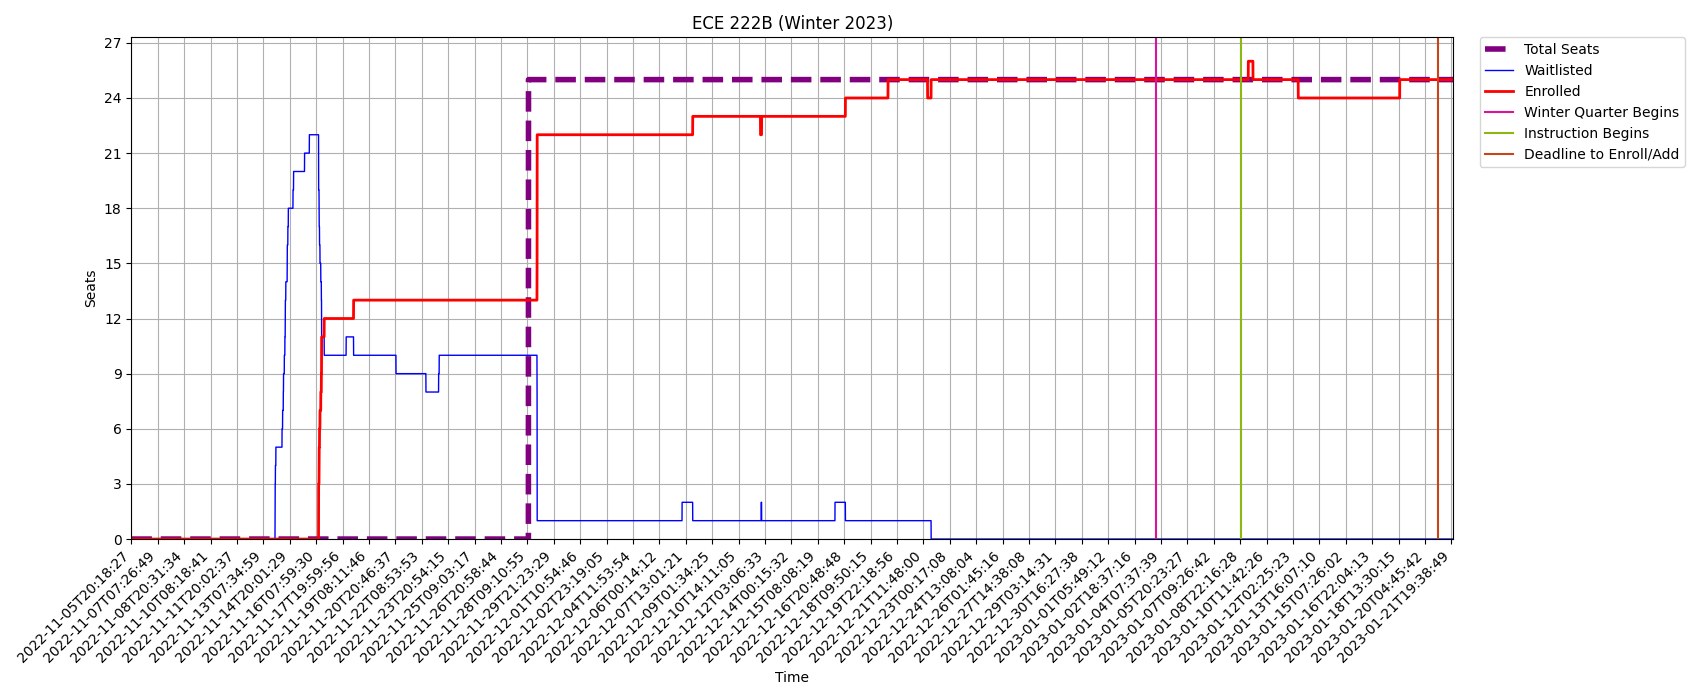 ECE 222B (Winter 2023)
27
24
21
18
15
12
9
6
3
0
Seats
Total Seats
Waitlisted
Enrolled
Winter Quarter Begins
Instruction Begins
Deadline to Enroll/Add
2022-11-05T20:18:27
2022-11-07T07:26:49
2022-11-08T20:31:34
2022-11-10T08:18:41
2022-11-11T20:02:37
2022-11-13T07:34:59
2022-11-14T20:01:29
2022-11-16T07:59:30
2022-11-17T19:59:56
2022-11-19T08:11:46
2022-11-20T20:46:37
2022-11-22T08:53:53
2022-11-23T20:54:15
2022-11-25T09:03:17
2022-11-26T20:58:44
2022-11-28T09:10:55
2022-11-29T21:23:29
2022-12-01T10:54:46
2022-12-02T23:19:05
2022-12-04T11:53:54
2022-12-06T00:14:12
2022-12-07T13:01:21
2022-12-09T01:34:25
2022-12-10T14:11:05
2022-12-12T03:06:33
2022-12-14T00:15:32
2022-12-15T08:08:19
2022-12-16T20:48:48
2022-12-18T09:50:15
2022-12-19T22:18:56
2022-12-21T11:48:00
2022-12-23T00:17:08
2022-12-24T13:08:04
2022-12-26T01:45:16
2022-12-27T14:38:08
2022-12-29T03:14:31
2022-12-30T16:27:38
2023-01-01T05:49:12
2023-01-02T18:37:16
2023-01-04T07:37:39
2023-01-05T20:23:27
2023-01-07T09:26:42
2023-01-08T22:16:28
2023-01-10T11:42:26
2023-01-12T02:25:23
2023-01-13T16:07:10
2023-01-15T07:26:02
2023-01-16T22:04:13
2023-01-18T13:30:15
2023-01-20T04:45:42
2023-01-21T19:38:49
Time